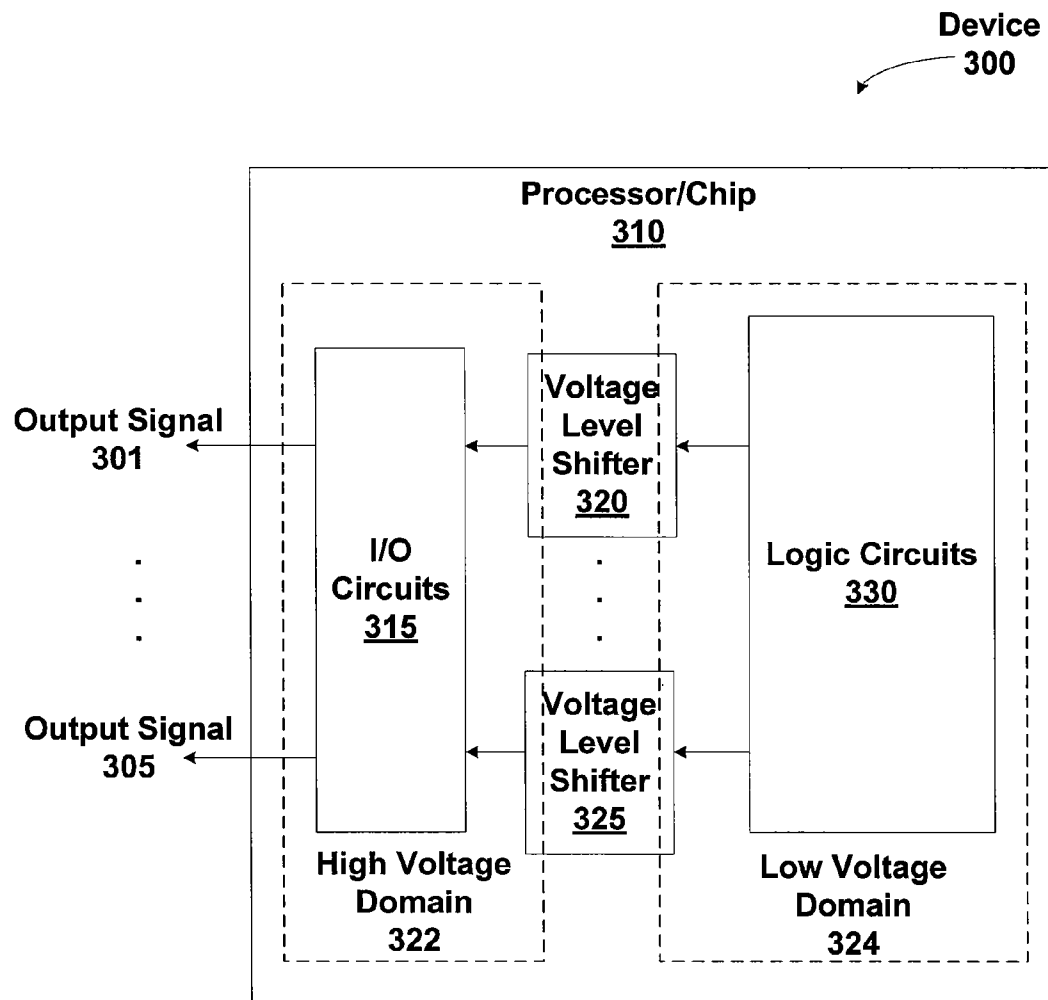 Device
300
Processor/Chip
310
Output Signal
301
Voltage
Level
Shifter
320
I/O
Circuits
315
Logic Circuits
330
Output Signal
305
Voltage
Level
Shifter
325
High Voltage
Domain
322
Low Voltage
Domain
324